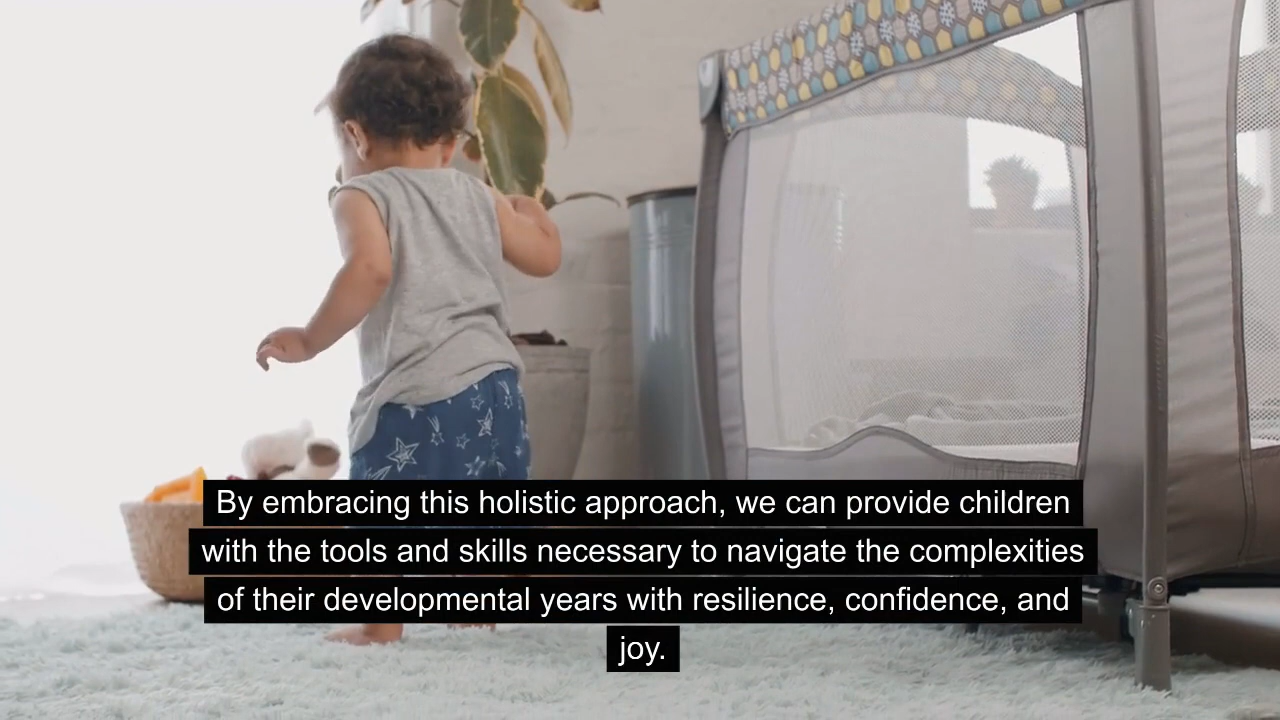 By embracing this holistic approach, we can provide children
with the tools and skills necessary to navigate the complexities
of their developmental years with resilience, confidence, and
joy.